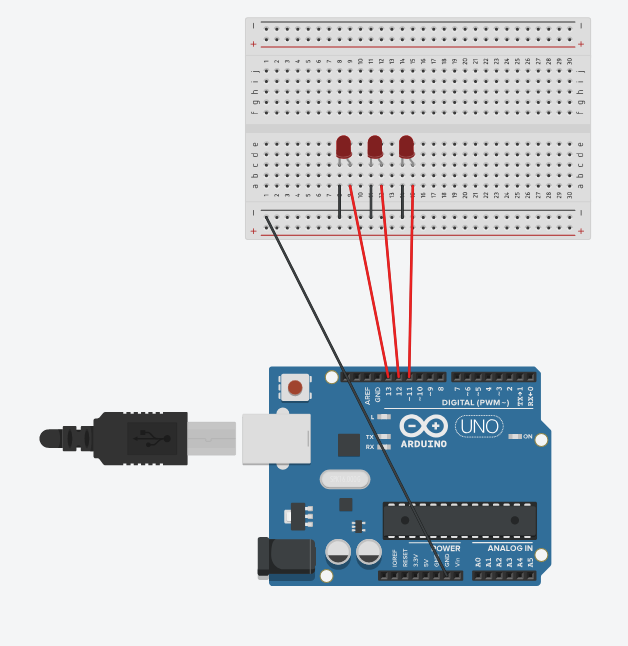 − −
+ +
1 2 3 4 5 6 7 8 9 10 11 12 13 14 15 16 17 18 19 20 21 22 23 24 25 26 27 28 29 30
j j
i i
h h
g g
f f
e e
d d
c c
b b
a a
1 2 3 4 5 6 7 8 9 10 11 12 13 14 15 16 17 18 19 20 21 22 23 24 25 26 27 28 29 30
− −
+ +
AREF GND 13 12 ~11 ~10 ~9 8 7 ~6 ~5 ~4 ~3 2 TX→1 RX←0
DIGITAL (PWM~)
L
TX
RX
ARDUINO
UNO
ON
POWER ANALOG IN
IOREF RESET 3.3V 5V GND Vin A0 A1 A2 A3 A4 A5